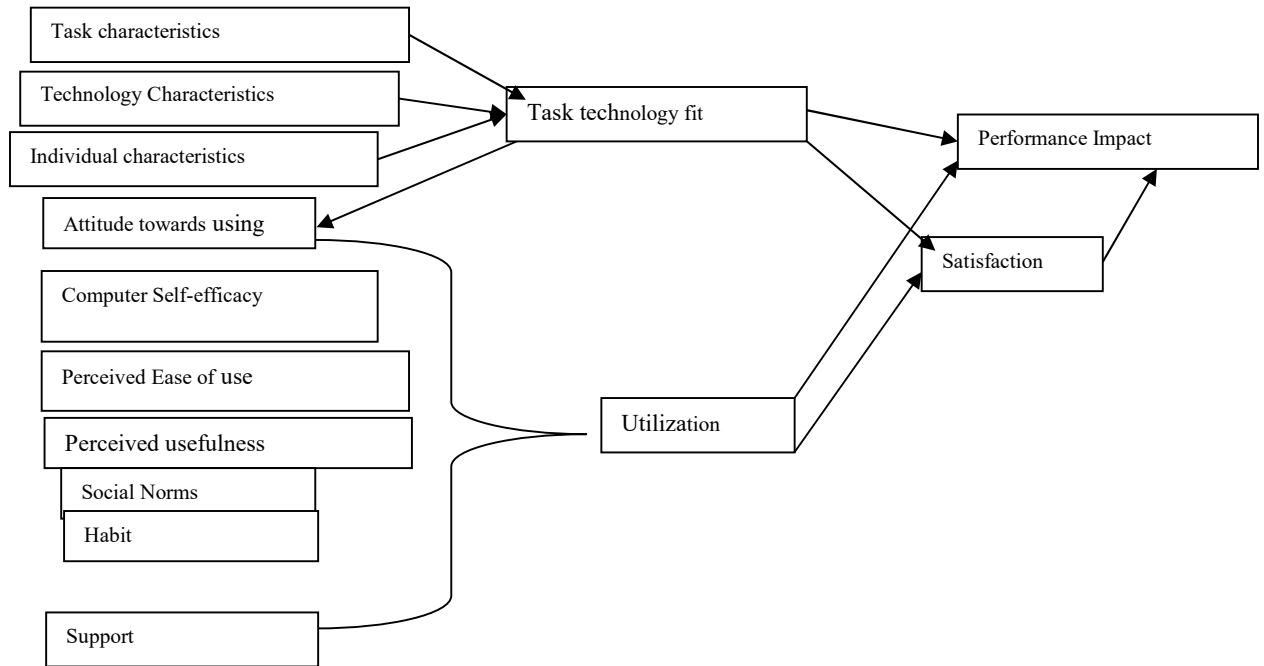 Task characteristics
Technology Characteristics
Individual characteristics
Attitude towards using
Computer Self-efficacy
Perceived Ease of use
Perceived usefulness
Social Norms
Habit
Support
Task technology fit
Utilization
Performance Impact
Satisfaction